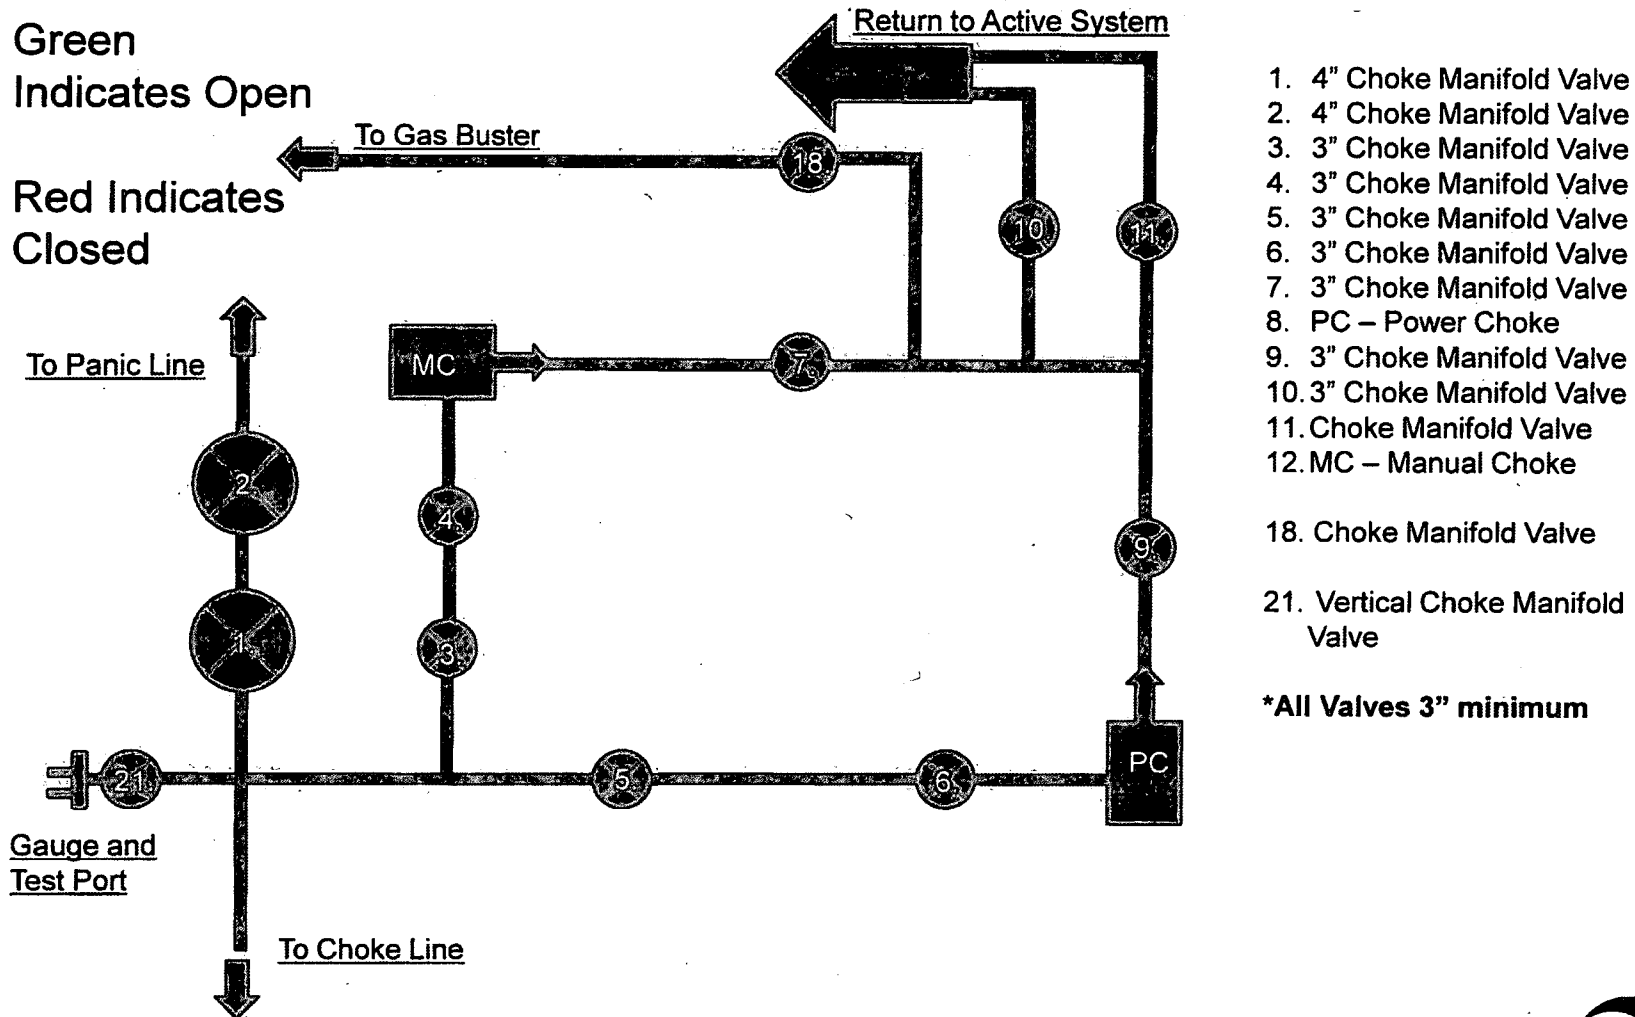 Green
Indicates Open
Red Indicates
Closed
Return to Active System
To Gas Buster
18
10
11
To Panic Line
MC
7
2
4
9
1
3
21
5
6
PC
Gauge and
Test Port
To Choke Line
1. 4" Choke Manifold Valve
2. 4" Choke Manifold Valve
3. 3" Choke Manifold Valve
4. 3" Choke Manifold Valve
5. 3" Choke Manifold Valve
6. 3" Choke Manifold Valve
7. 3" Choke Manifold Valve
8. PC – Power Choke
9. 3" Choke Manifold Valve
10. 3" Choke Manifold Valve
11. Choke Manifold Valve
12. MC – Manual Choke
18. Choke Manifold Valve
21. Vertical Choke Manifold
Valve
*All Valves 3" minimum